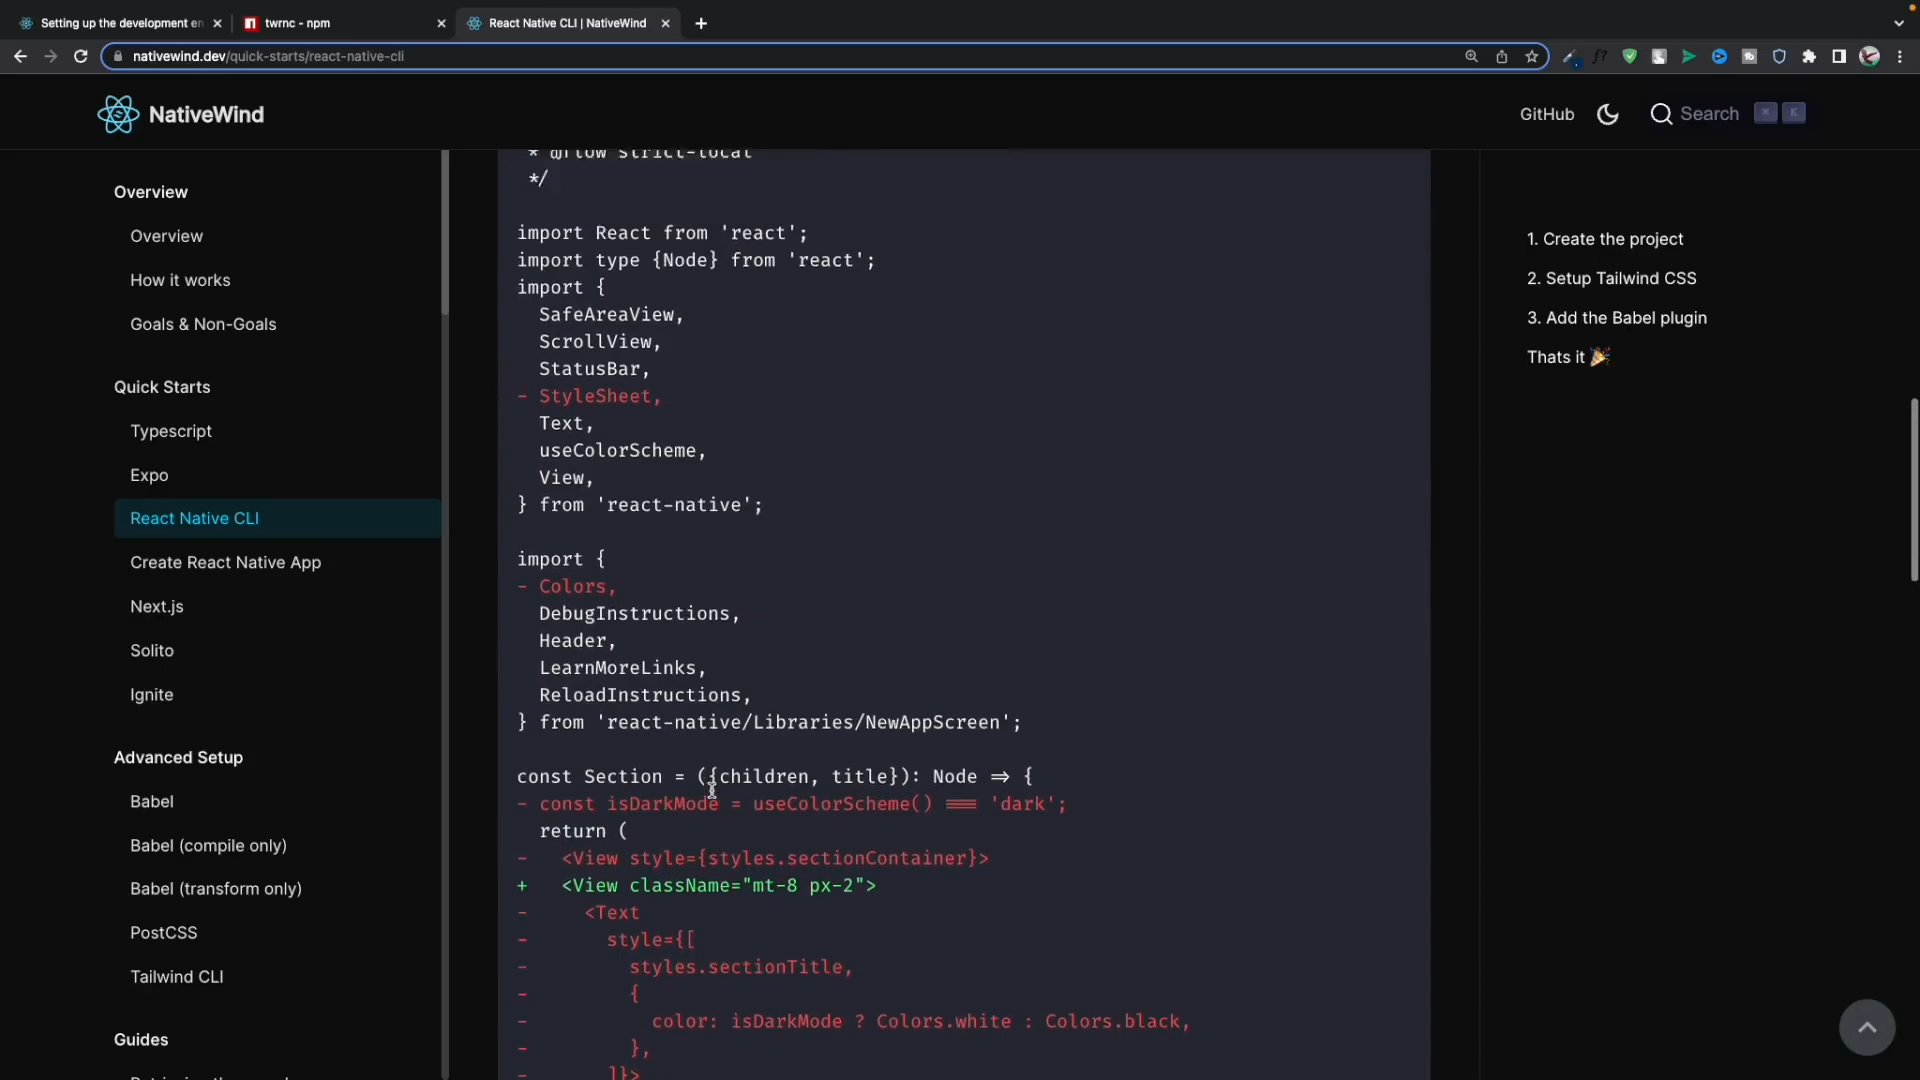 Setting up the development en
twrnc - npm
React Native CLI | NativeWind
nativewind.dev/quick-starts/react-native-cli
NativeWind
GitHub
Search
K
Overview
Overview
How it works
Goals & Non-Goals
Quick Starts
Typescript
Expo
React Native CLI
Create React Native App
Next.js
Solito
Ignite
Advanced Setup
Babel
Babel (compile only)
Babel (transform only)
PostCSS
Tailwind CLI
Guides
* @flow strict-local
*/
import React from 'react';
import type {Node} from 'react';
import {
SafeAreaView,
ScrollView,
StatusBar,
- StyleSheet,
Text,
useColorScheme,
View,
} from 'react-native';
import {
- Colors,
DebugInstructions,
Header,
LearnMoreLinks,
ReloadInstructions,
} from 'react-native/Libraries/NewAppScreen';
const Section = ({children, title}): Node => {
- const isDarkMode = useColorScheme() === 'dark';
return (
- <View style={styles.sectionContainer}>
+ <View className="mt-8 px-2">
- <Text
- style={[
- styles.sectionTitle,
- {
- color: isDarkMode ? Colors.white : Colors.black,
- },
- ]}>
1. Create the project
2. Setup Tailwind CSS
3. Add the Babel plugin
Thats it 🎉